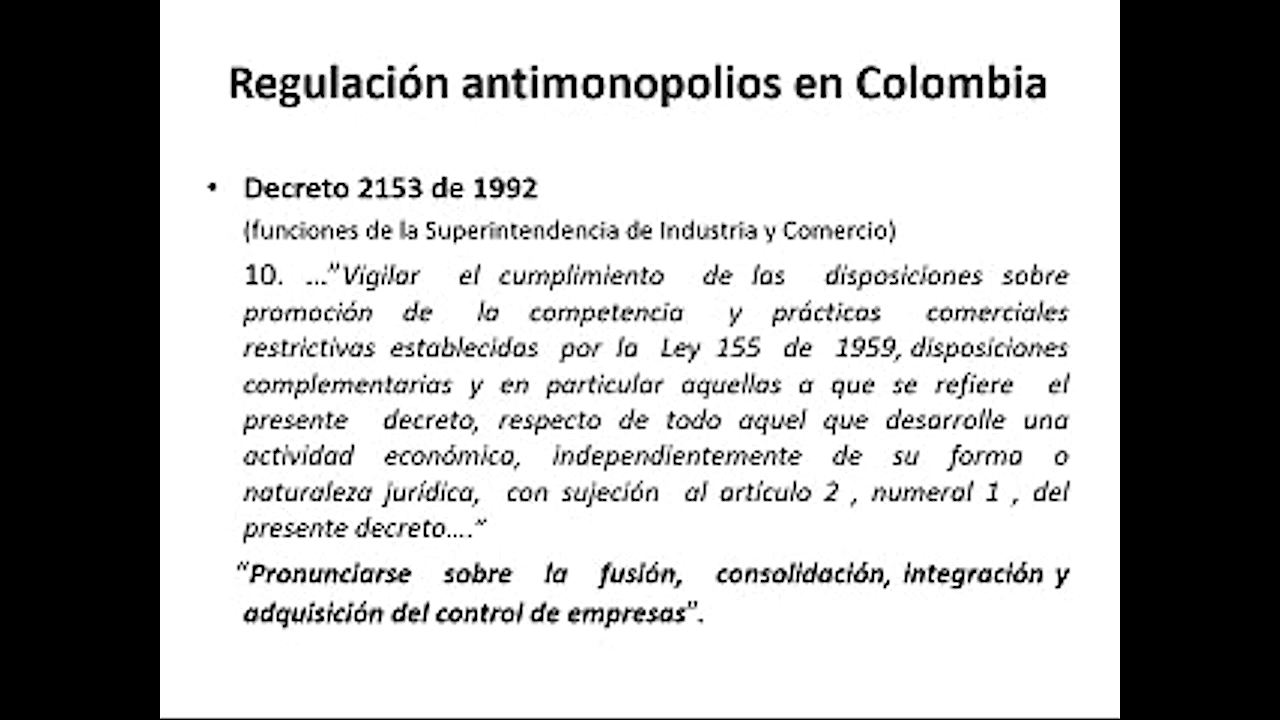 Regulación antimonopolios en Colombia
• Decreto 2153 de 1992
(funciones de la Superintendencia de Industria y Comercio)
10. ...”Vigilar el cumplimiento de las disposiciones sobre
promoción de la competencia y prácticas comerciales
restrictivas establecidas por la Ley 155 de 1959, disposiciones
complementarias y en particular aquellas a que se refiere el
presente decreto, respecto de todo aquel que desarrolle una
actividad económica, independientemente de su forma o
naturaleza jurídica, con sujeción al artículo 2 , numeral 1 , del
presente decreto....”
“Pronunciarse sobre la fusión, consolidación, integración y
adquisición del control de empresas”.